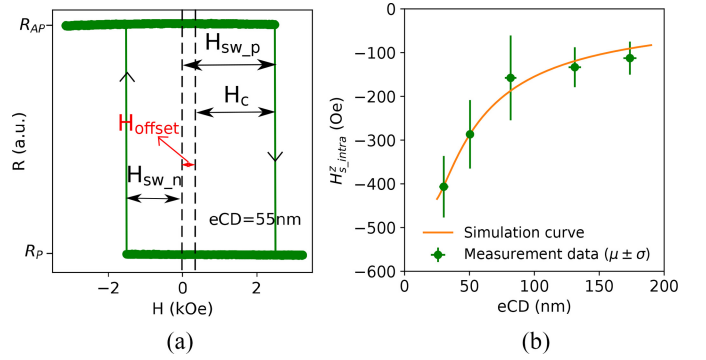 R_AP
H_sw_p
H_c
H_offset
H_sw_n
eCD=55nm
R_P
R (a.u.)
−2 0 2
H (kOe)
(a)
0
−100
−200
−300
−400
−500
−600
H^z_s_intra (Oe)
Simulation curve
Measurement data (μ ± σ)
0 50 100 150 200
eCD (nm)
(b)